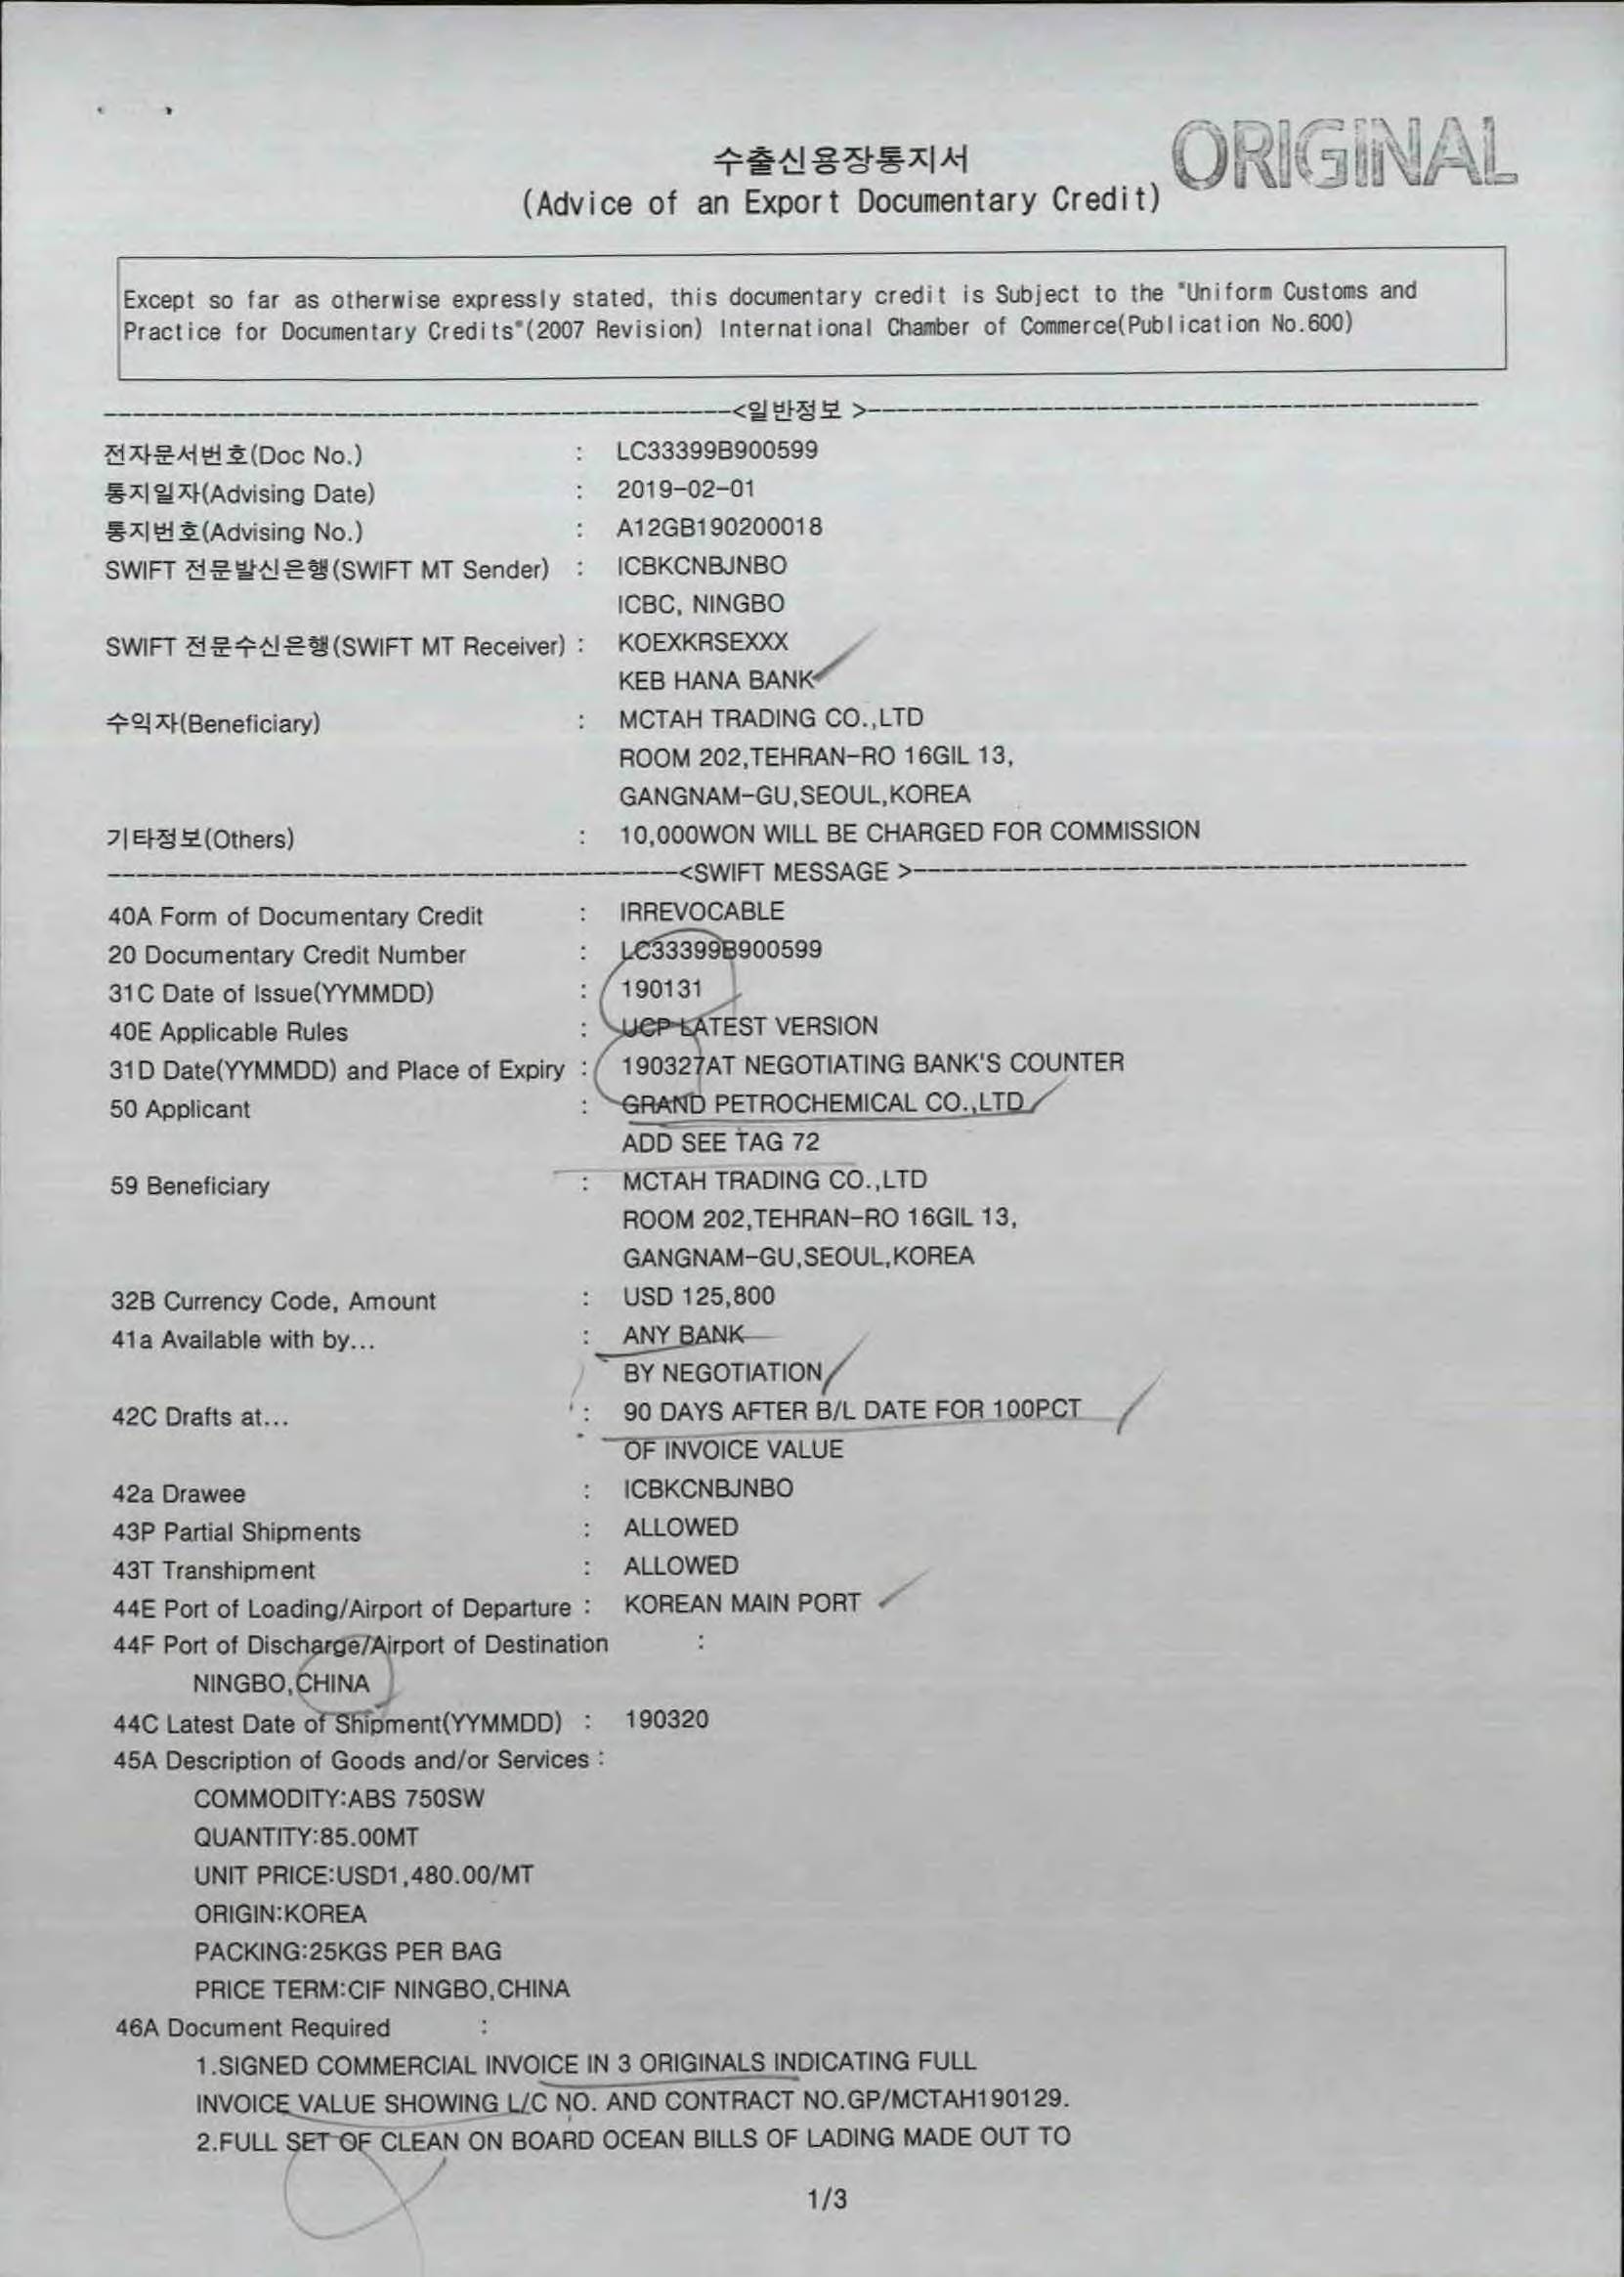 수출신용장통지서
ORIGINAL
(Advice of an Export Documentary Credit)
Except so far as otherwise expressly stated, this documentary credit is Subject to the "Uniform Customs and
Practice for Documentary Credits"(2007 Revision) International Chamber of Commerce(Publication No.600)
<일반정보 >
전자문서번호(Doc No.) : LC33399B900599
통지일자(Advising Date) : 2019-02-01
통지번호(Advising No.) : A12GB190200018
SWIFT 전문발신은행(SWIFT MT Sender) : ICBKCNBJNBO
ICBC, NINGBO
SWIFT 전문수신은행(SWIFT MT Receiver) : KOEXKRSEXXX
KEB HANA BANK
수익자(Beneficiary) : MCTAH TRADING CO.,LTD
ROOM 202,TEHRAN-RO 16GIL 13,
GANGNAM-GU,SEOUL,KOREA
기타정보(Others) : 10,000WON WILL BE CHARGED FOR COMMISSION
<SWIFT MESSAGE >
40A Form of Documentary Credit : IRREVOCABLE
20 Documentary Credit Number : LC33399B900599
31C Date of Issue(YYMMDD) : 190131
40E Applicable Rules : UCP LATEST VERSION
31D Date(YYMMDD) and Place of Expiry : 190327AT NEGOTIATING BANK'S COUNTER
50 Applicant : GRAND PETROCHEMICAL CO.,LTD
ADD SEE TAG 72
59 Beneficiary : MCTAH TRADING CO.,LTD
ROOM 202,TEHRAN-RO 16GIL 13,
GANGNAM-GU,SEOUL,KOREA
32B Currency Code, Amount : USD 125,800
41a Available with by... : ANY BANK
BY NEGOTIATION
42C Drafts at... : 90 DAYS AFTER B/L DATE FOR 100PCT
OF INVOICE VALUE
42a Drawee : ICBKCNBJNBO
43P Partial Shipments : ALLOWED
43T Transhipment : ALLOWED
44E Port of Loading/Airport of Departure : KOREAN MAIN PORT
44F Port of Discharge/Airport of Destination :
NINGBO,CHINA
44C Latest Date of Shipment(YYMMDD) : 190320
45A Description of Goods and/or Services :
COMMODITY:ABS 750SW
QUANTITY:85.00MT
UNIT PRICE:USD1,480.00/MT
ORIGIN:KOREA
PACKING:25KGS PER BAG
PRICE TERM:CIF NINGBO,CHINA
46A Document Required :
1.SIGNED COMMERCIAL INVOICE IN 3 ORIGINALS INDICATING FULL
INVOICE VALUE SHOWING L/C NO. AND CONTRACT NO.GP/MCTAH190129.
2.FULL SET OF CLEAN ON BOARD OCEAN BILLS OF LADING MADE OUT TO
1/3